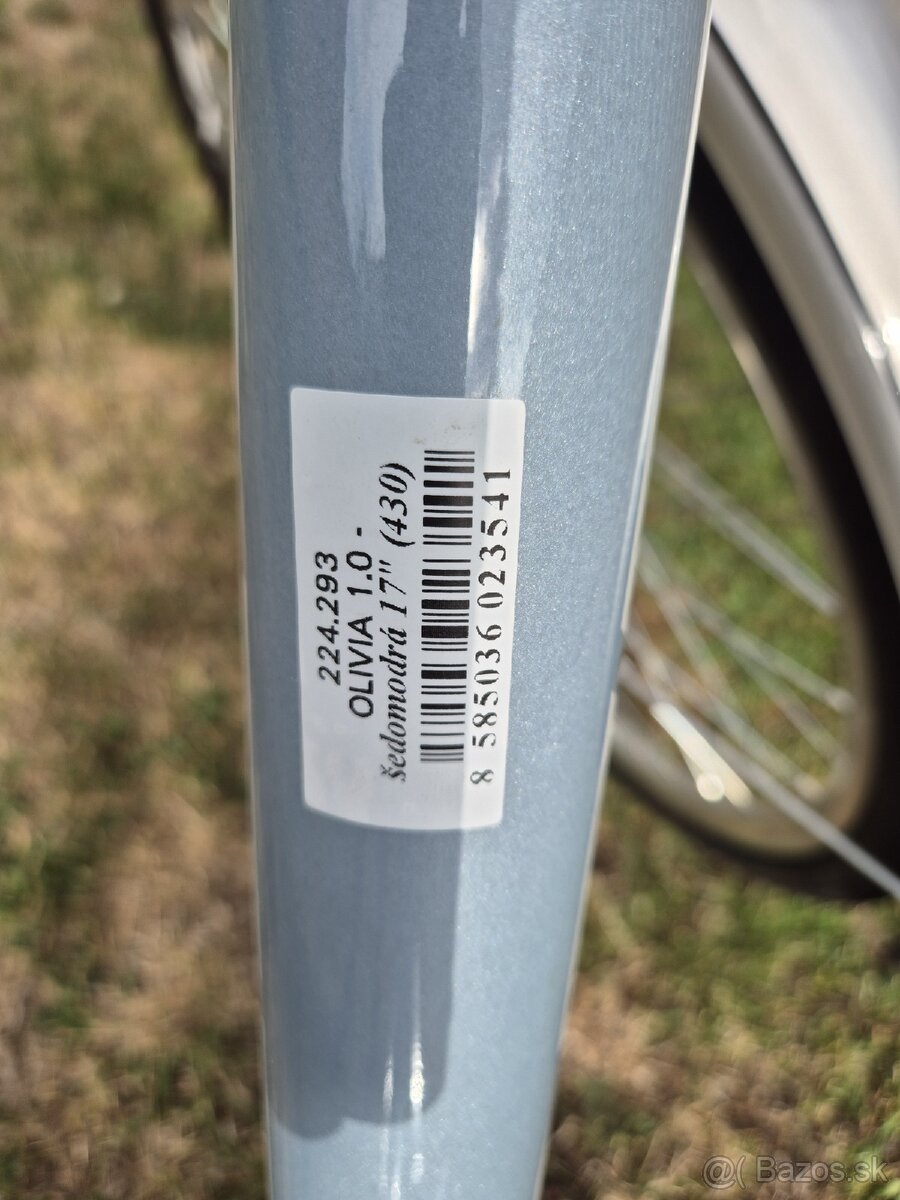 224.293
OLIVIA 1.0 -
šedomodrá 17" (430)
8 585036 023541
@( Bazos.sk